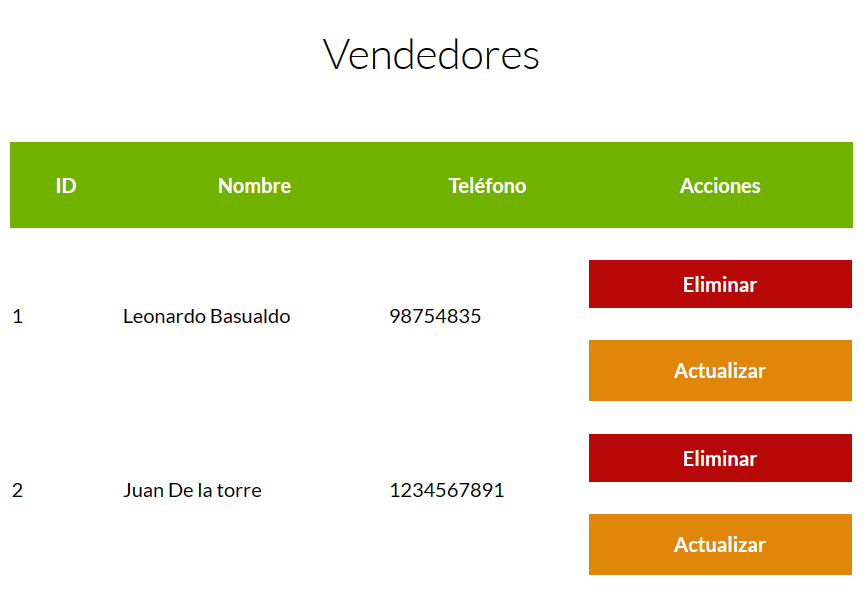 Vendedores
ID Nombre Teléfono Acciones
Eliminar
1 Leonardo Basualdo 98754835
Actualizar
Eliminar
2 Juan De la torre 1234567891
Actualizar